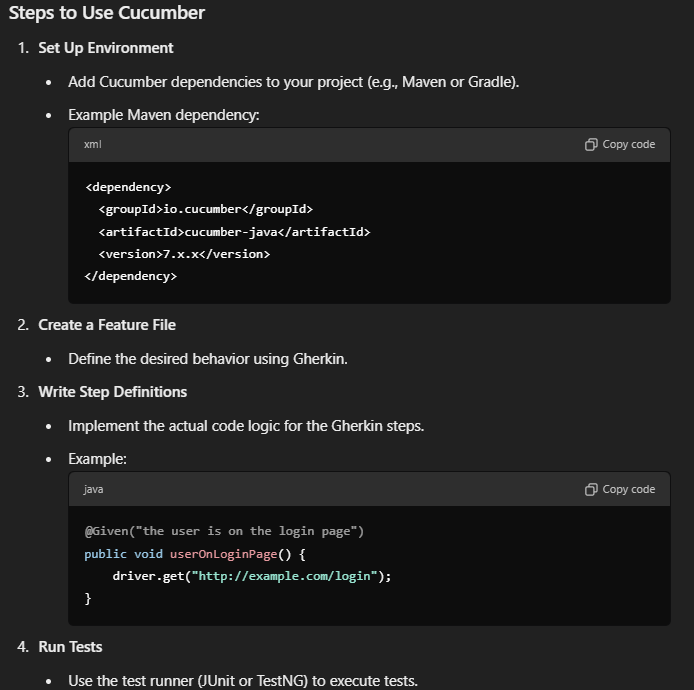 Steps to Use Cucumber
1. Set Up Environment
• Add Cucumber dependencies to your project (e.g., Maven or Gradle).
• Example Maven dependency:
xml Copy code
<dependency>
  <groupId>io.cucumber</groupId>
  <artifactId>cucumber-java</artifactId>
  <version>7.x.x</version>
</dependency>
2. Create a Feature File
• Define the desired behavior using Gherkin.
3. Write Step Definitions
• Implement the actual code logic for the Gherkin steps.
• Example:
java Copy code
@Given("the user is on the login page")
public void userOnLoginPage() {
    driver.get("http://example.com/login");
}
4. Run Tests
• Use the test runner (JUnit or TestNG) to execute tests.